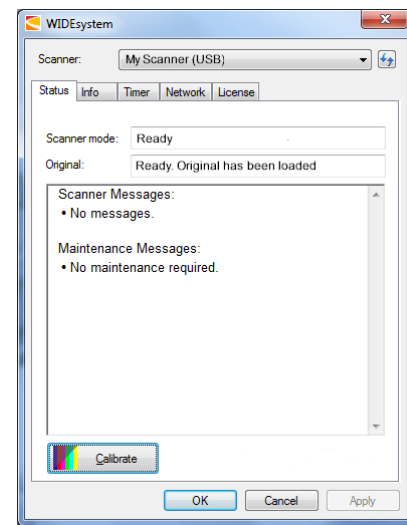 WIDEsystem
Scanner: My Scanner (USB)
Status Info Timer Network License
Scanner mode: Ready
Original: Ready. Original has been loaded
Scanner Messages:
• No messages.
Maintenance Messages:
• No maintenance required.
Calibrate
OK Cancel Apply